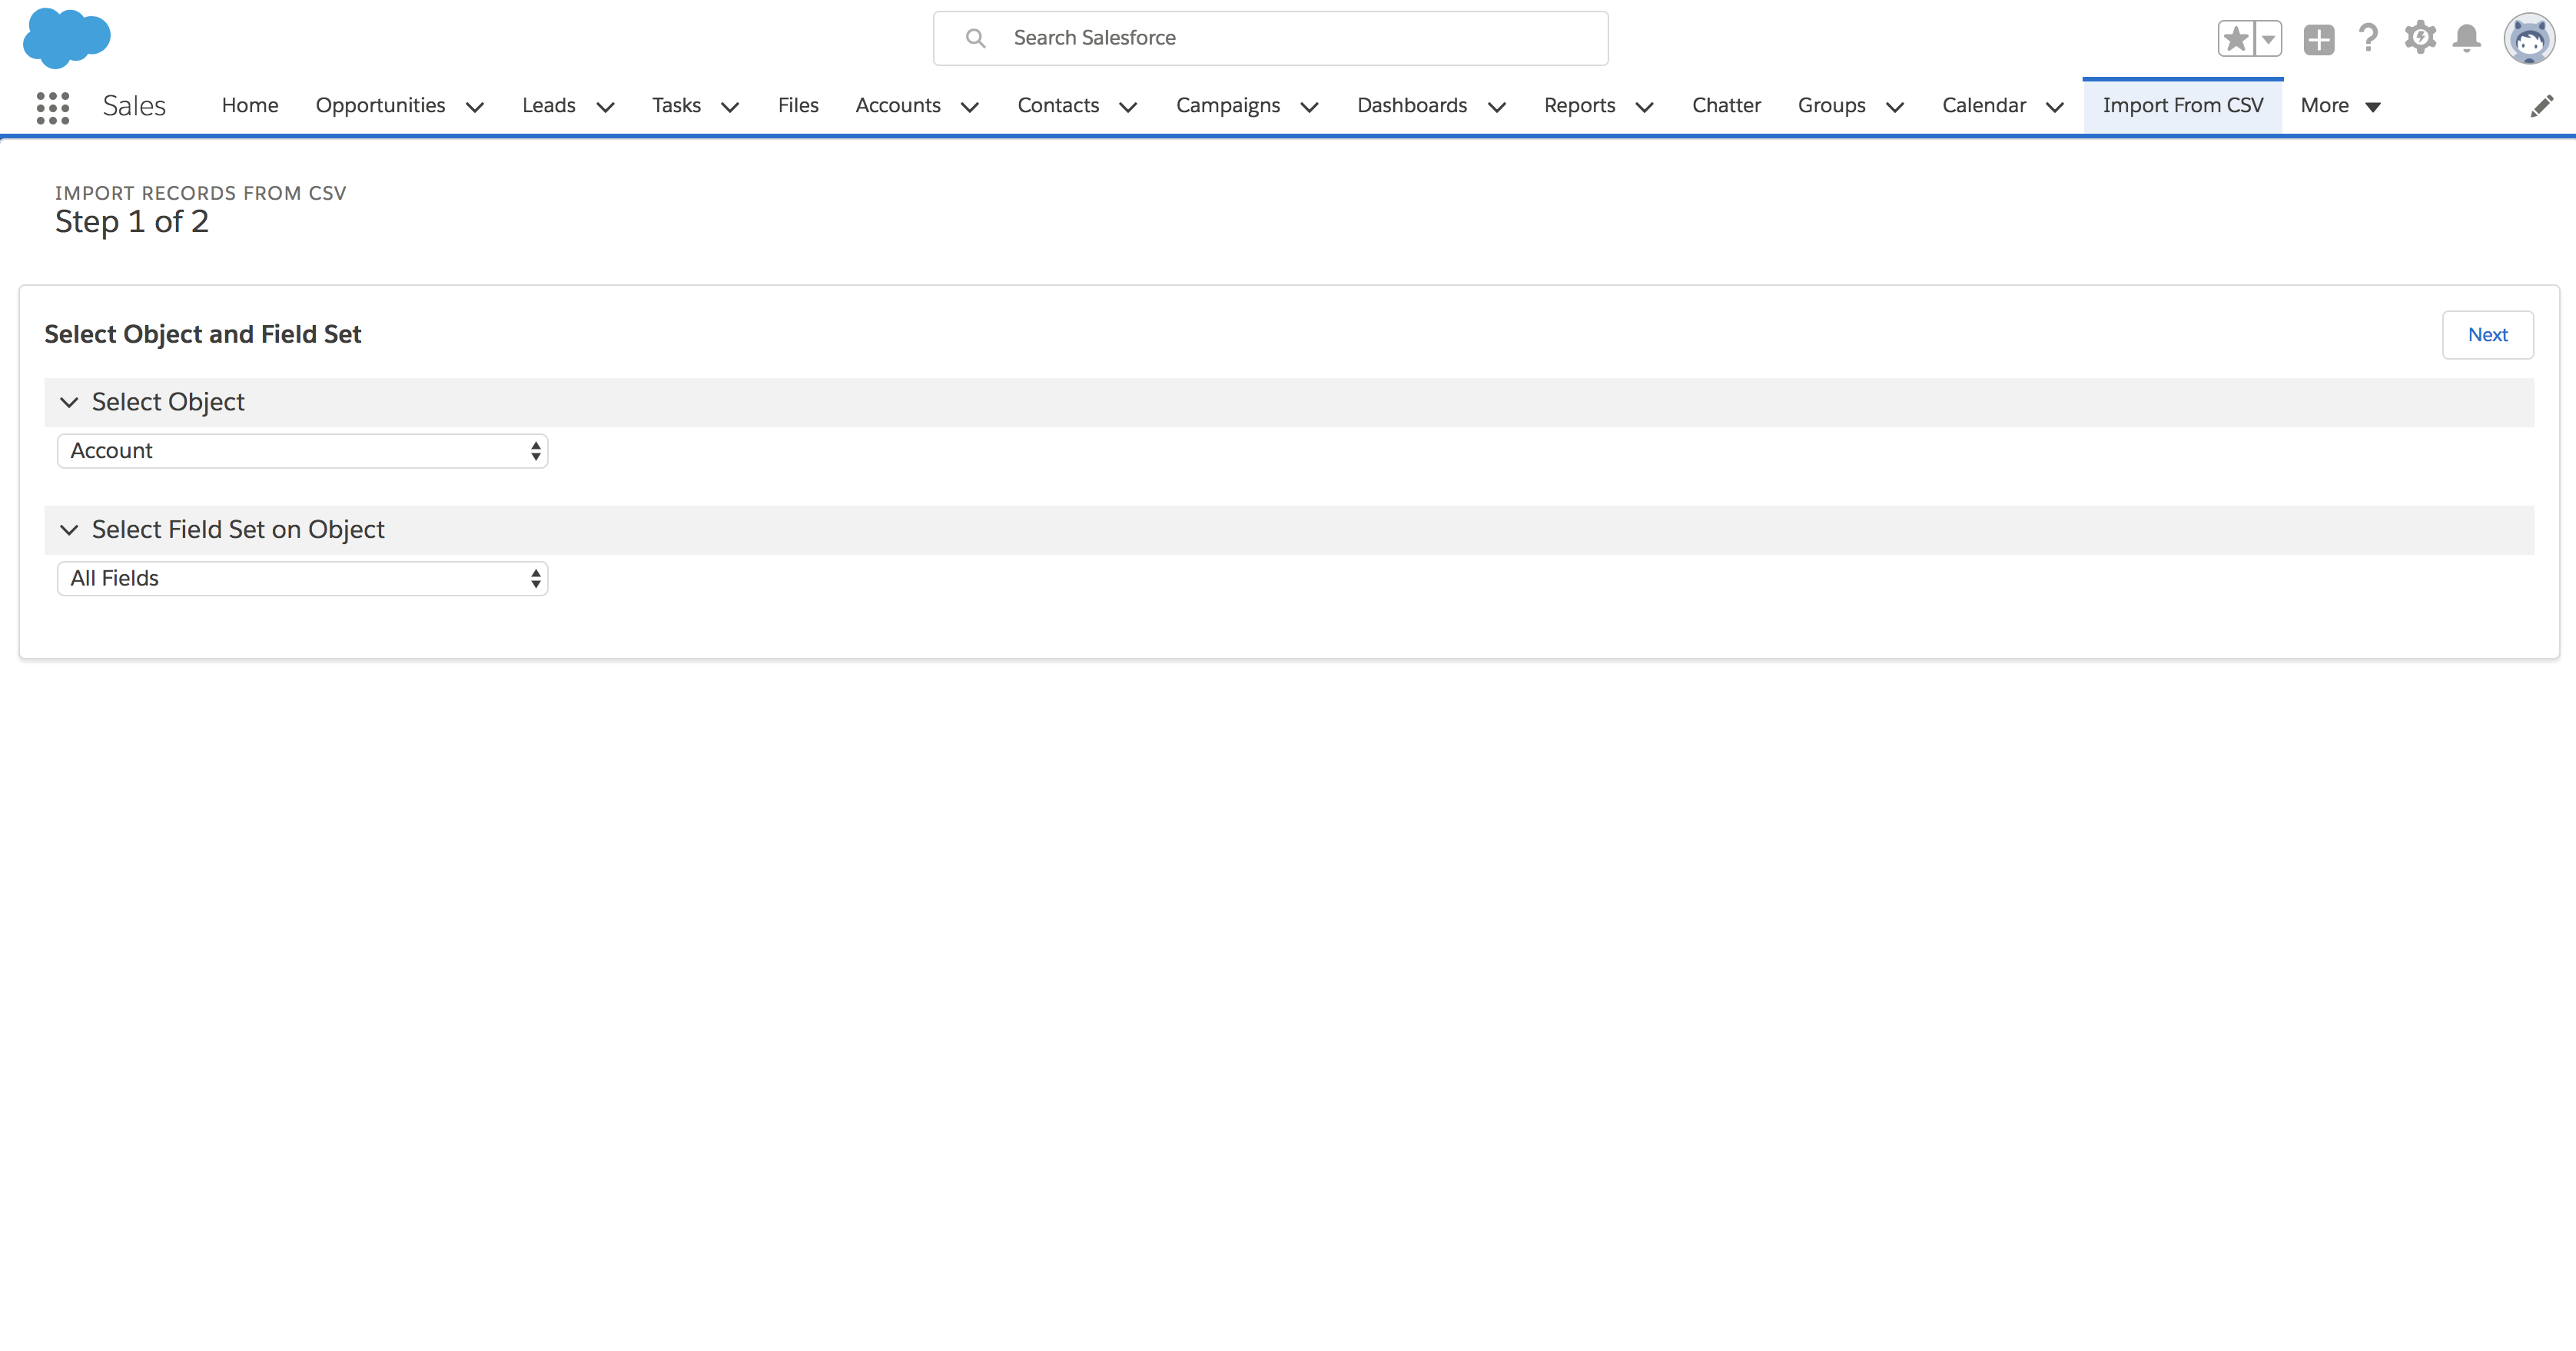 Search Salesforce
Sales Home Opportunities Leads Tasks Files Accounts Contacts Campaigns Dashboards Reports Chatter Groups Calendar Import From CSV More
IMPORT RECORDS FROM CSV
Step 1 of 2
Select Object and Field Set Next
Select Object
Account
Select Field Set on Object
All Fields